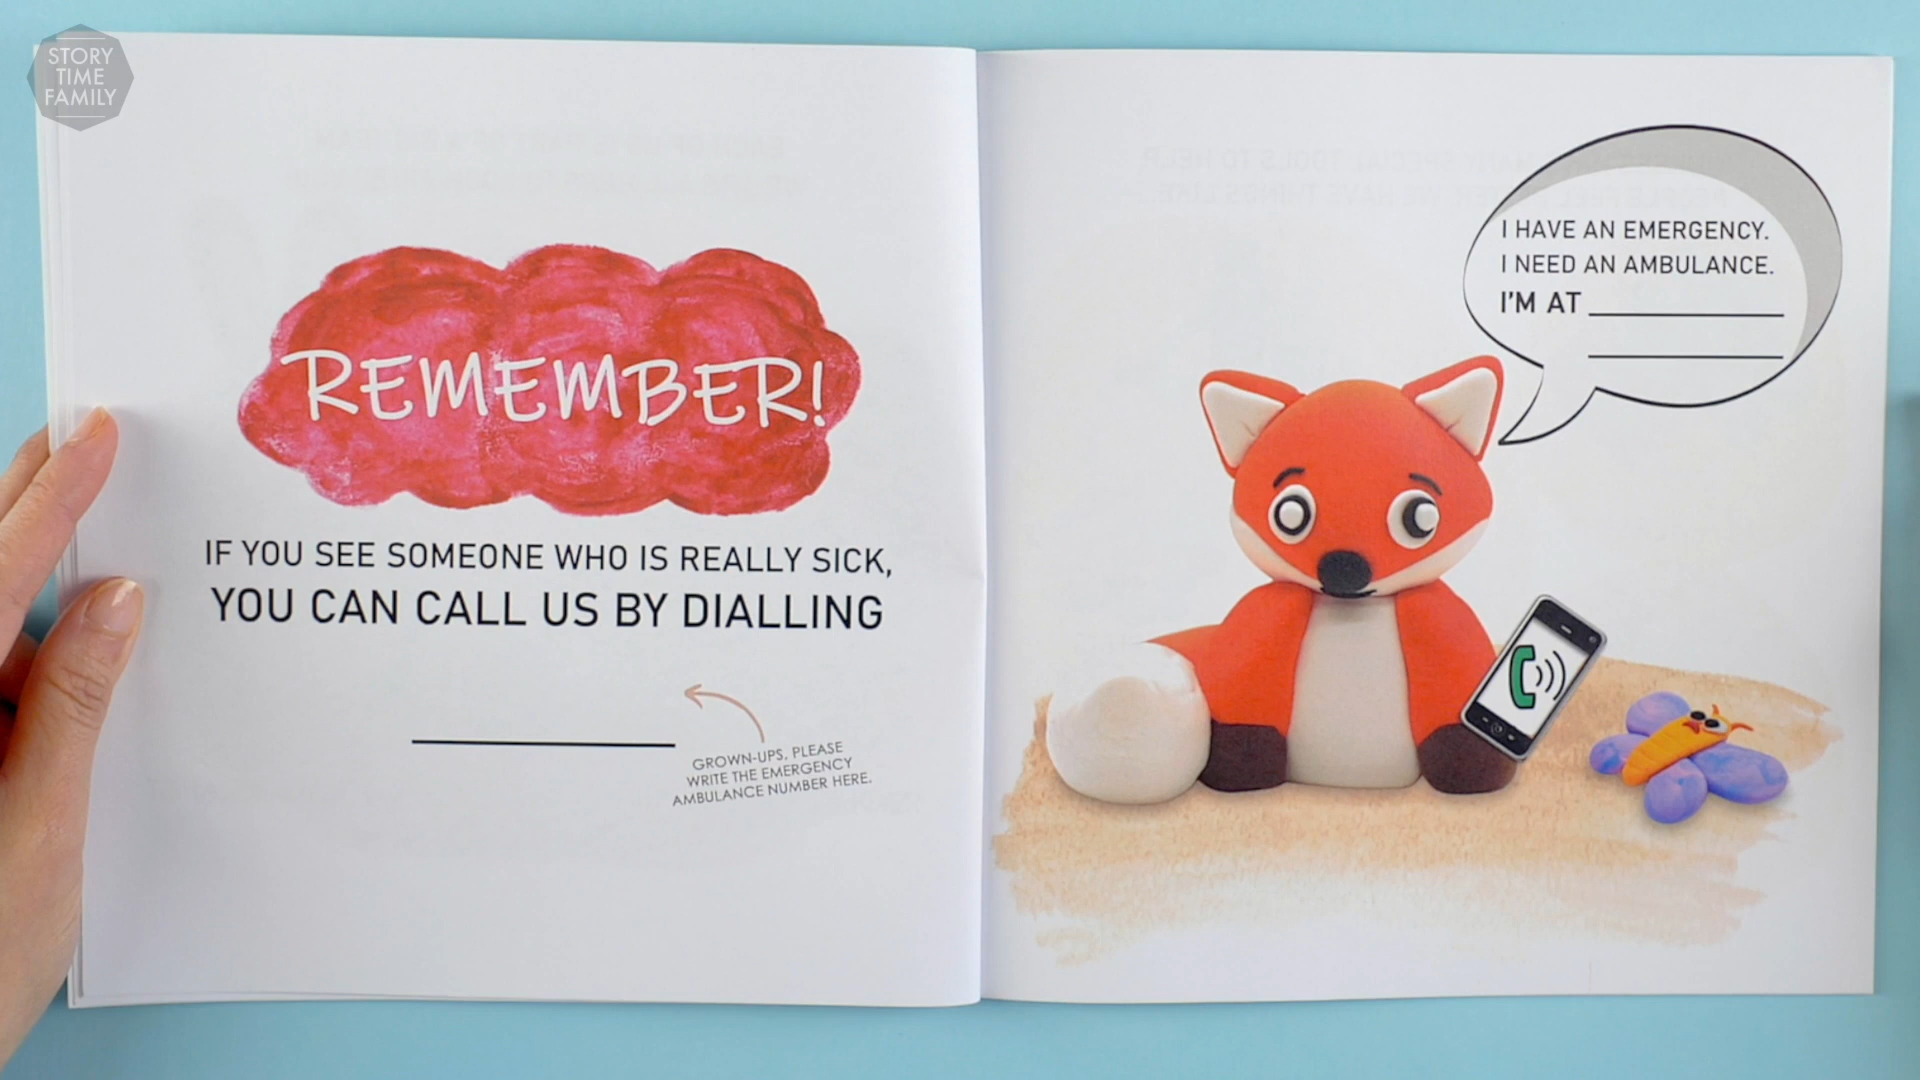 STORY
TIME
FAMILY
REMEMBER!
IF YOU SEE SOMEONE WHO IS REALLY SICK,
YOU CAN CALL US BY DIALLING
GROWN-UPS, PLEASE
WRITE THE EMERGENCY
AMBULANCE NUMBER HERE.
I HAVE AN EMERGENCY.
I NEED AN AMBULANCE.
I'M AT